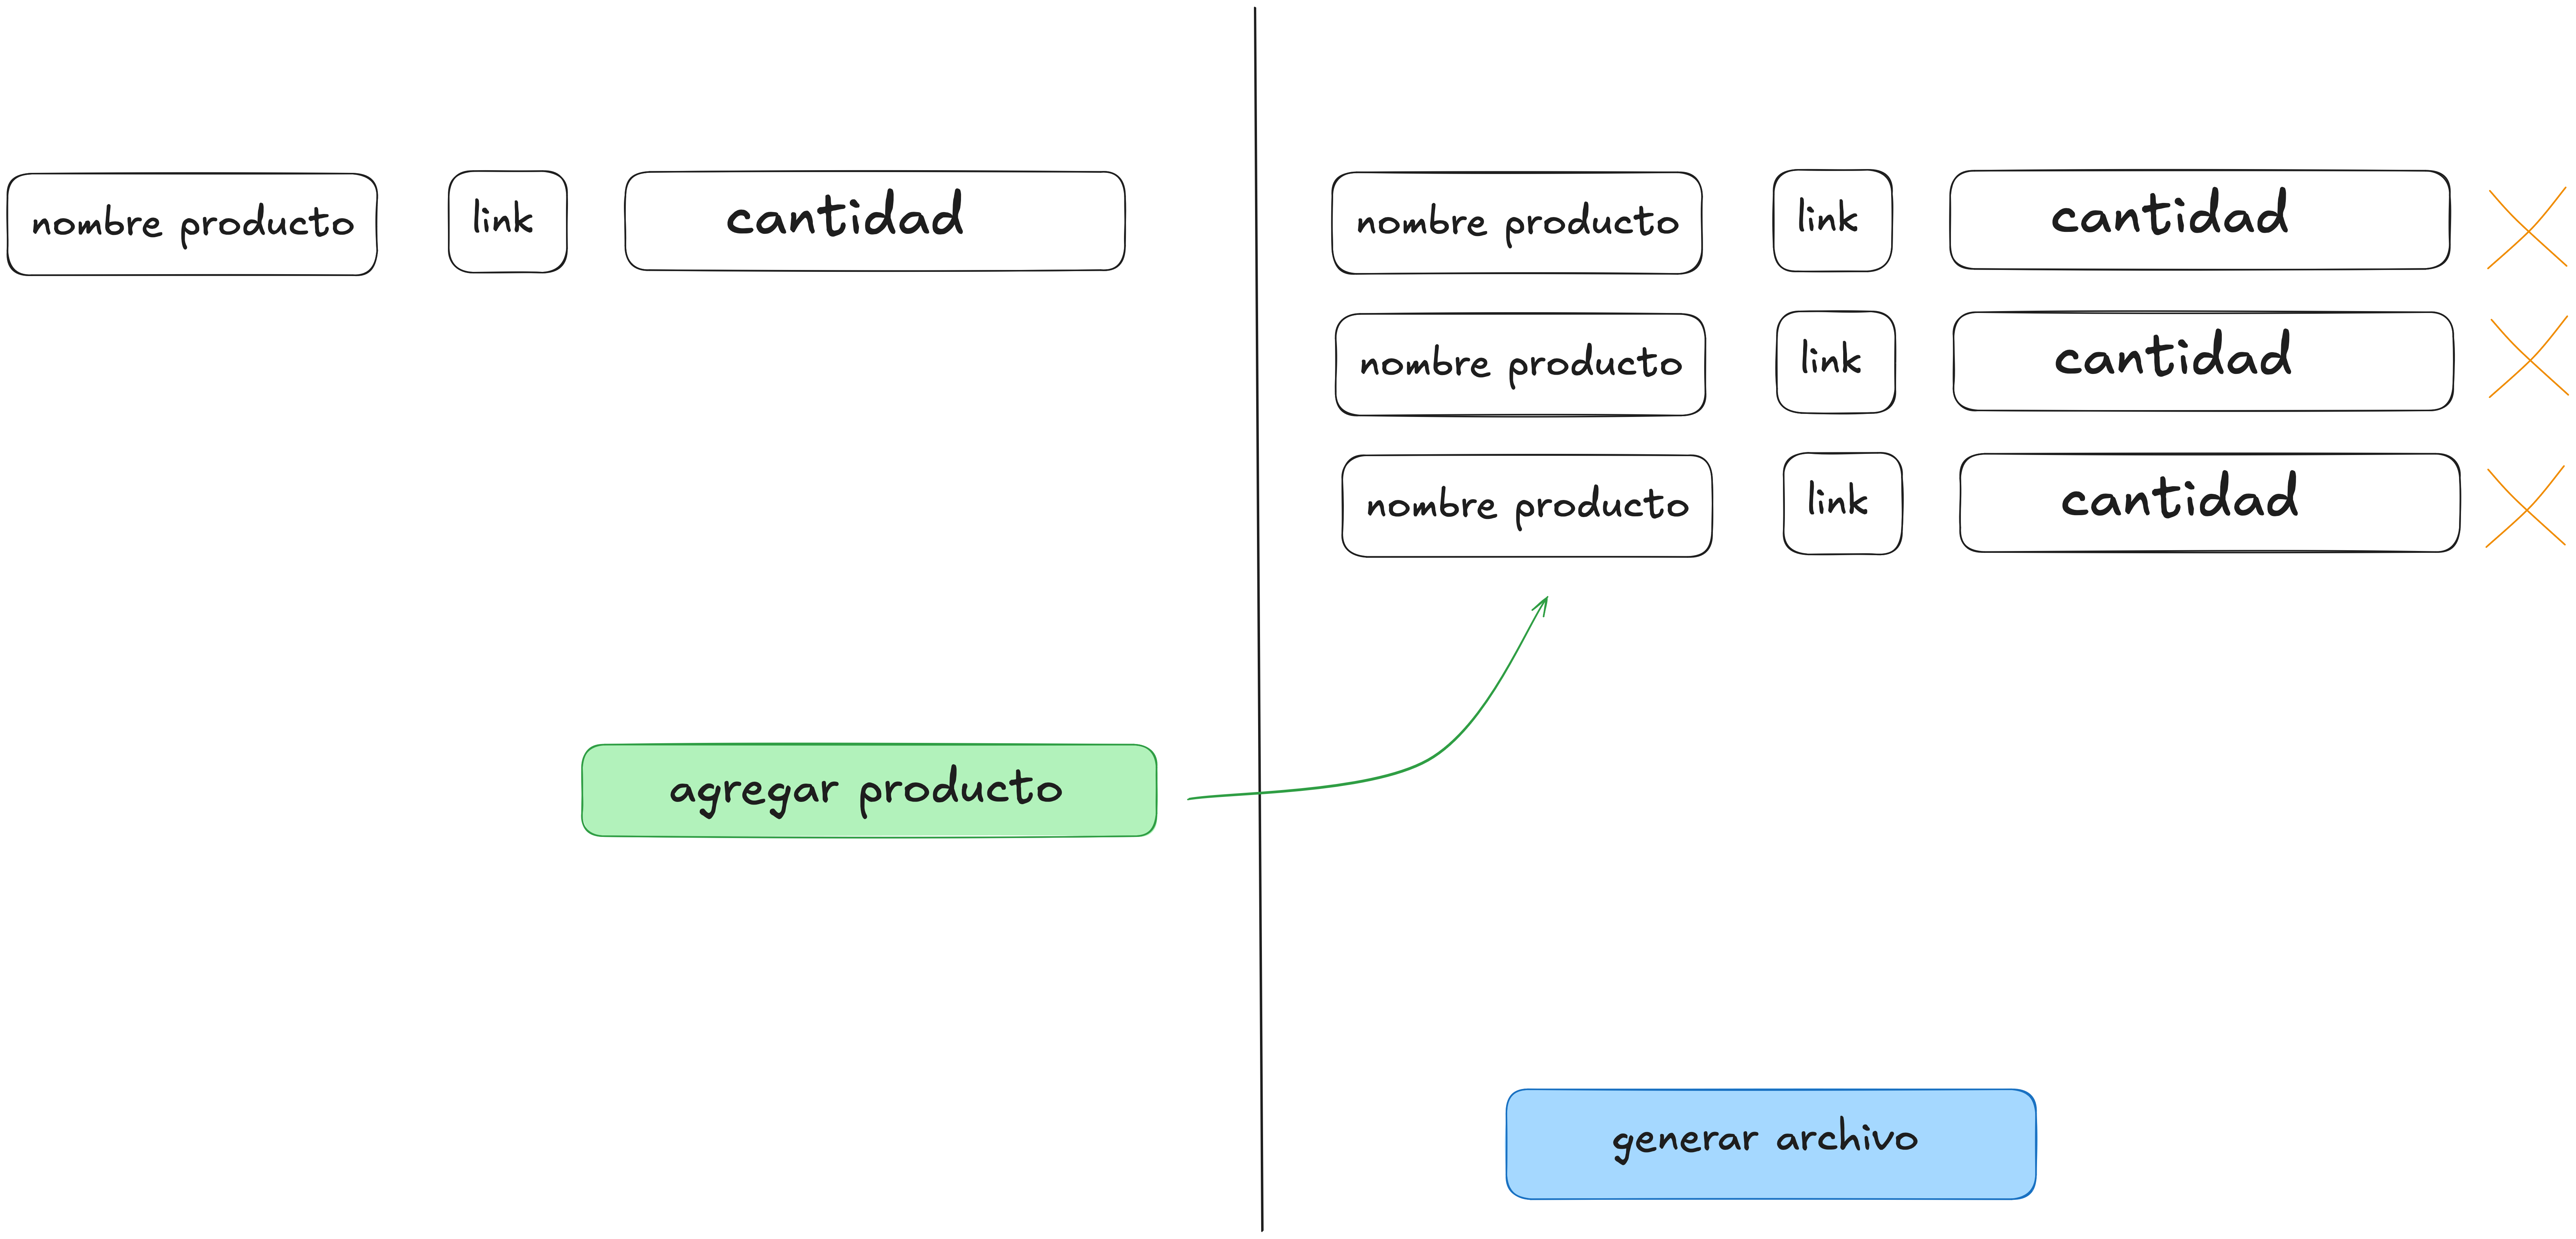 nombre producto
link
cantidad
agregar producto
nombre producto
link
cantidad
nombre producto
link
cantidad
nombre producto
link
cantidad
generar archivo